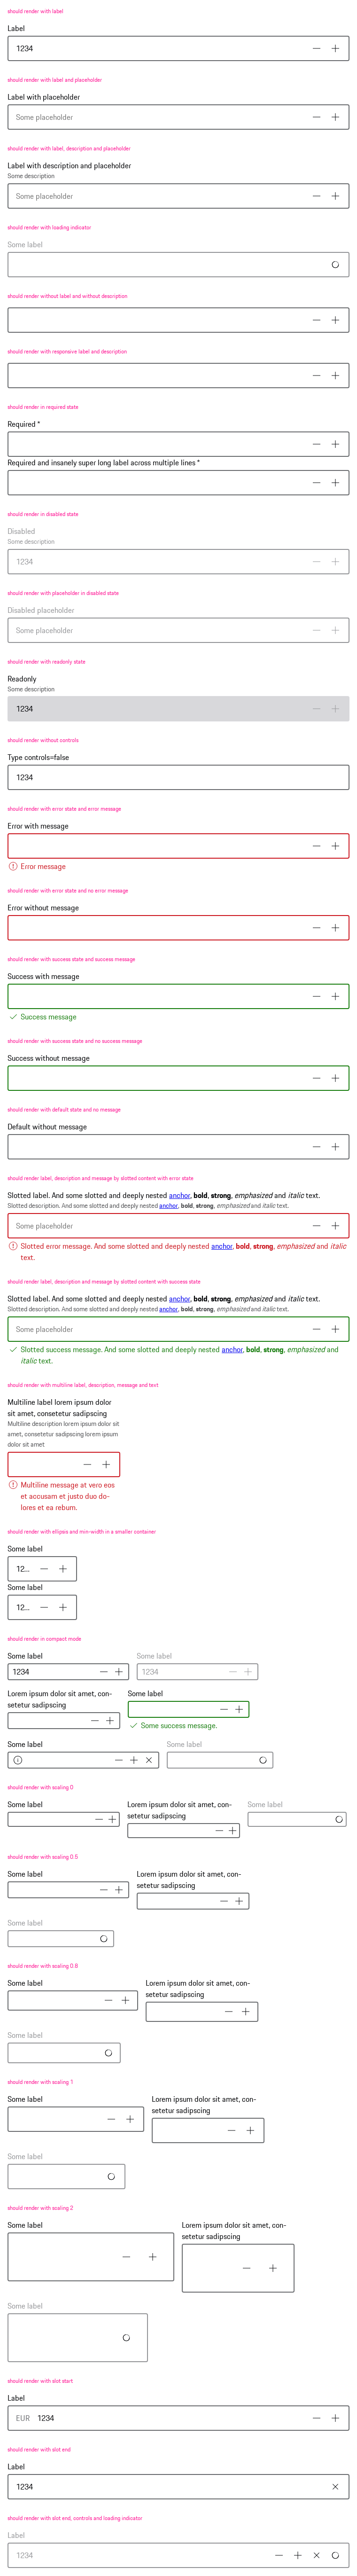 should render with label
Label
1234
should render with label and placeholder
Label with placeholder
Some placeholder
should render with label, description and placeholder
Label with description and placeholder
Some description
Some placeholder
should render with loading indicator
Some label
should render without label and without description
should render with responsive label and description
should render in required state
Required *
Required and insanely super long label across multiple lines *
should render in disabled state
Disabled
Some description
1234
should render with placeholder in disabled state
Disabled placeholder
Some placeholder
should render with readonly state
Readonly
Some description
1234
should render without controls
Type controls=false
1234
should render with error state and error message
Error with message
Error message
should render with error state and no error message
Error without message
should render with success state and success message
Success with message
Success message
should render with success state and no success message
Success without message
should render with default state and no message
Default without message
should render label, description and message by slotted content with error state
Slotted label. And some slotted and deeply nested anchor, bold, strong, emphasized and italic text.
Slotted description. And some slotted and deeply nested anchor, bold, strong, emphasized and italic text.
Some placeholder
Slotted error message. And some slotted and deeply nested anchor, bold, strong, emphasized and italic
text.
should render label, description and message by slotted content with success state
Slotted label. And some slotted and deeply nested anchor, bold, strong, emphasized and italic text.
Slotted description. And some slotted and deeply nested anchor, bold, strong, emphasized and italic text.
Some placeholder
Slotted success message. And some slotted and deeply nested anchor, bold, strong, emphasized and
italic text.
should render with multiline label, description, message and text
Multiline label lorem ipsum dolor
sit amet, consetetur sadipscing
Multiline description lorem ipsum dolor sit
amet, consetetur sadipscing lorem ipsum
dolor sit amet
Multiline message at vero eos
et accusam et justo duo do-
lores et ea rebum.
should render with ellipsis and min-width in a smaller container
Some label
12...
Some label
12...
should render in compact mode
Some label Some label
1234 1234
Lorem ipsum dolor sit amet, con-
setetur sadipscing
Some label
Some success message.
Some label Some label
should render with scaling 0
Some label
Lorem ipsum dolor sit amet, con-
setetur sadipscing
Some label
should render with scaling 0.5
Some label
Lorem ipsum dolor sit amet, con-
setetur sadipscing
Some label
should render with scaling 0.8
Some label
Lorem ipsum dolor sit amet, con-
setetur sadipscing
Some label
should render with scaling 1
Some label
Lorem ipsum dolor sit amet, con-
setetur sadipscing
Some label
should render with scaling 2
Some label
Lorem ipsum dolor sit amet, con-
setetur sadipscing
Some label
should render with slot start
Label
EUR 1234
should render with slot end
Label
1234
should render with slot end, controls and loading indicator
Label
1234